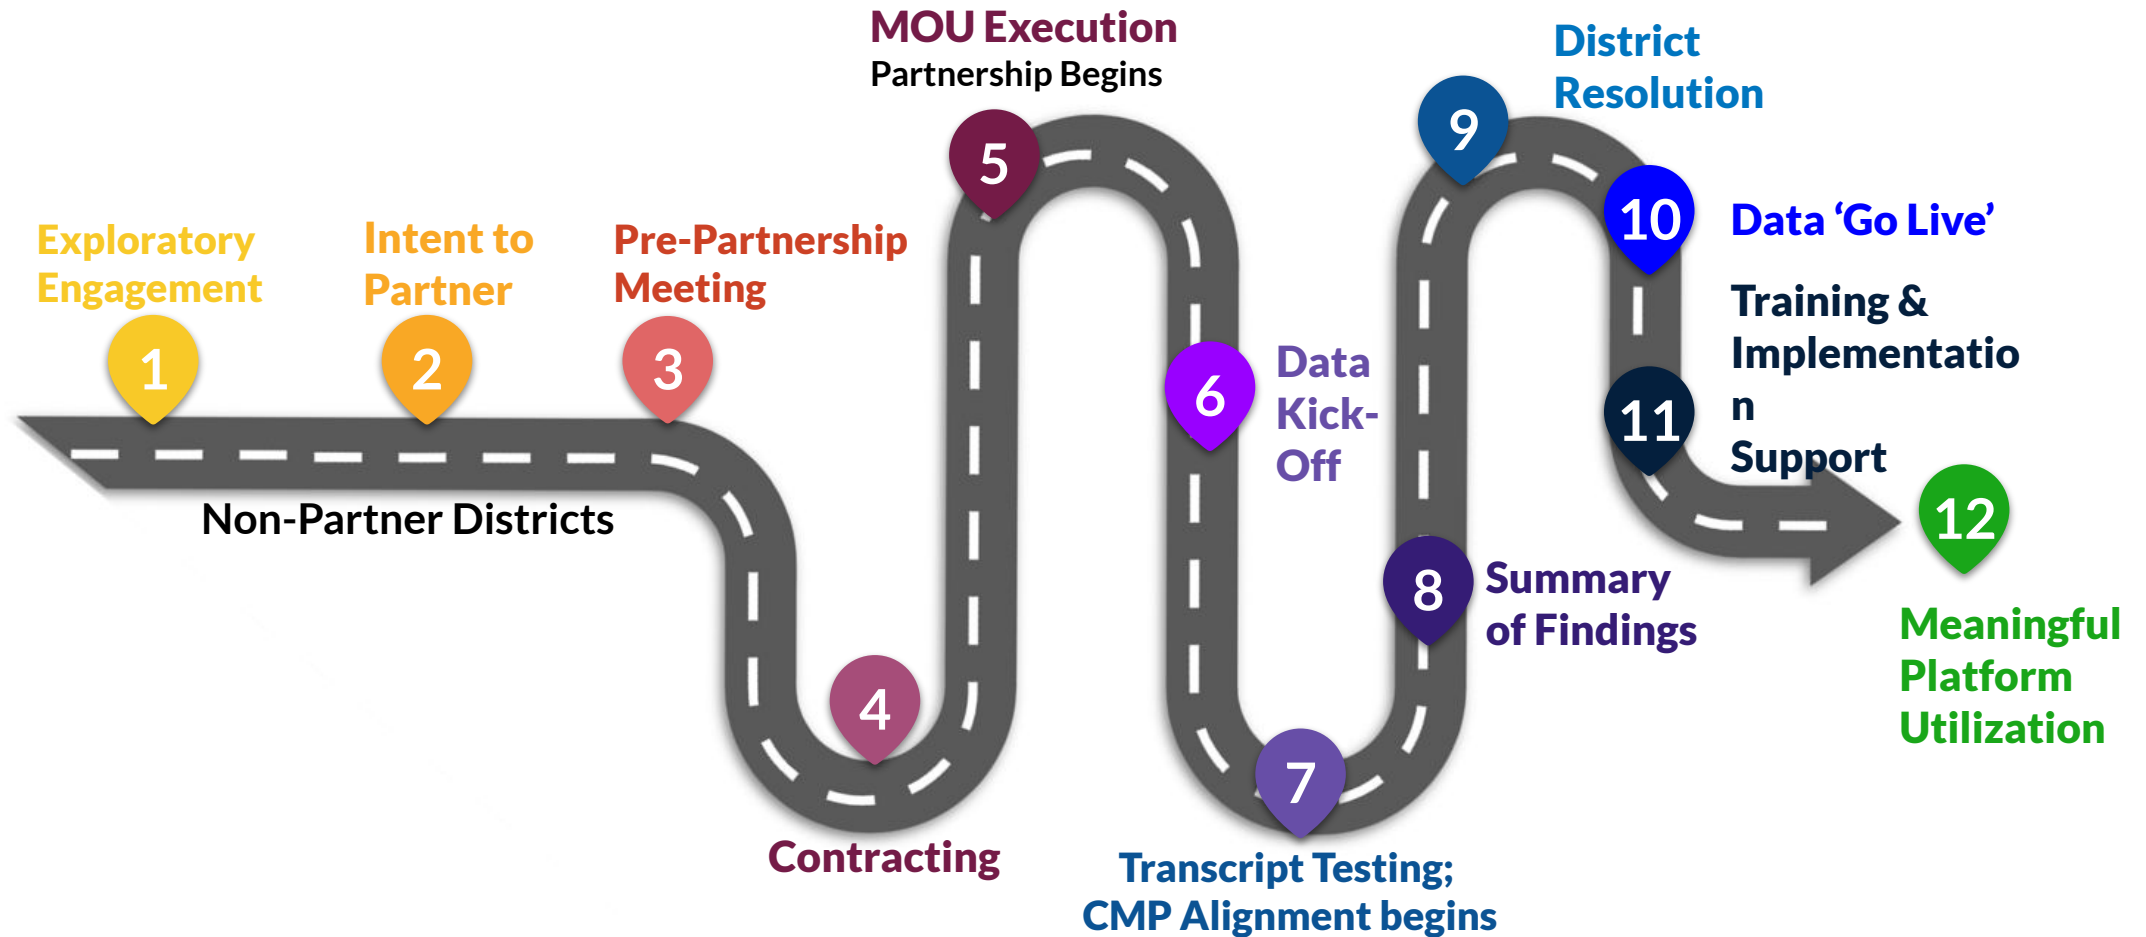 Exploratory
Engagement
1
Intent to
Partner
2
Pre-Partnership
Meeting
3
Non-Partner Districts
4
Contracting
MOU Execution
Partnership Begins
5
6
Data
Kick-
Off
7
Transcript Testing;
CMP Alignment begins
8
Summary
of Findings
9
District
Resolution
10
Data ‘Go Live’
11
Training &
Implementatio
n
Support
12
Meaningful
Platform
Utilization